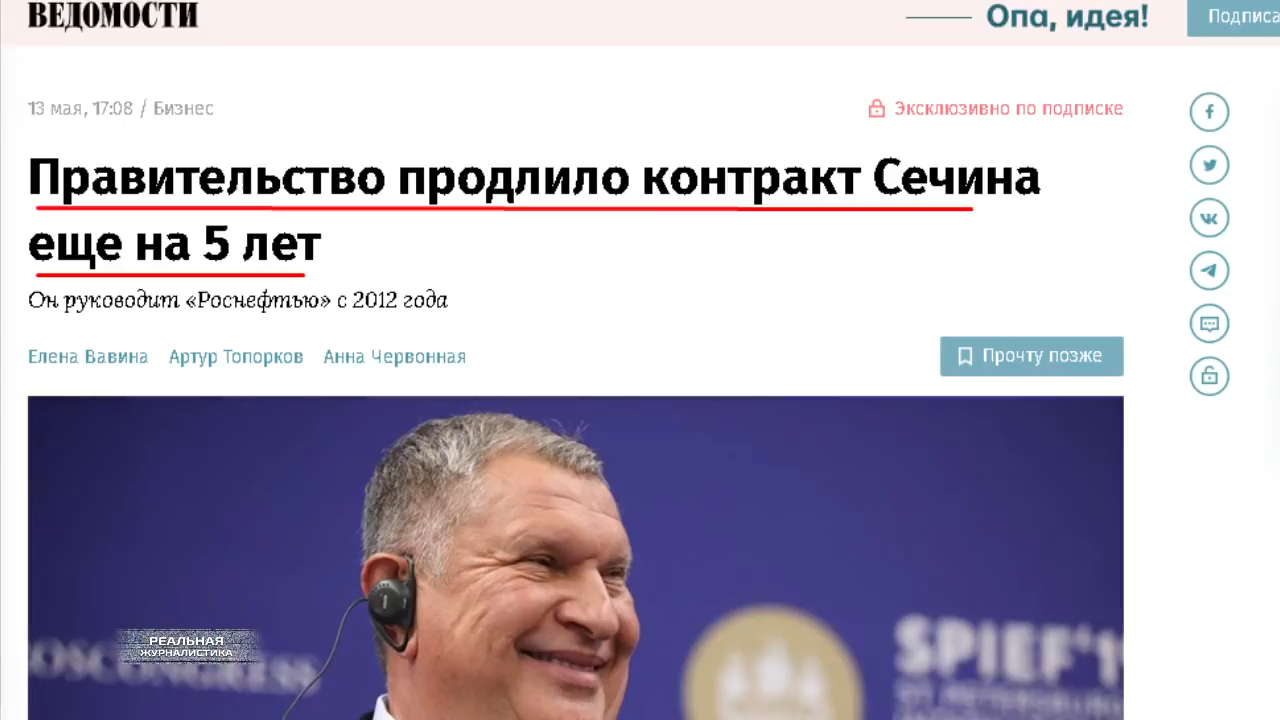 ВЕДОМОСТИ
Опа, идея!
Подписа
13 мая, 17:08 / Бизнес
Эксклюзивно по подписке
Правительство продлило контракт Сечина
еще на 5 лет
Он руководит «Роснефтью» с 2012 года
Елена Вавина Артур Топорков Анна Червонная
Прочту позже
РЕАЛЬНАЯ
ЖУРНАЛИСТИКА
OSCONGRESS
SPIEF'1